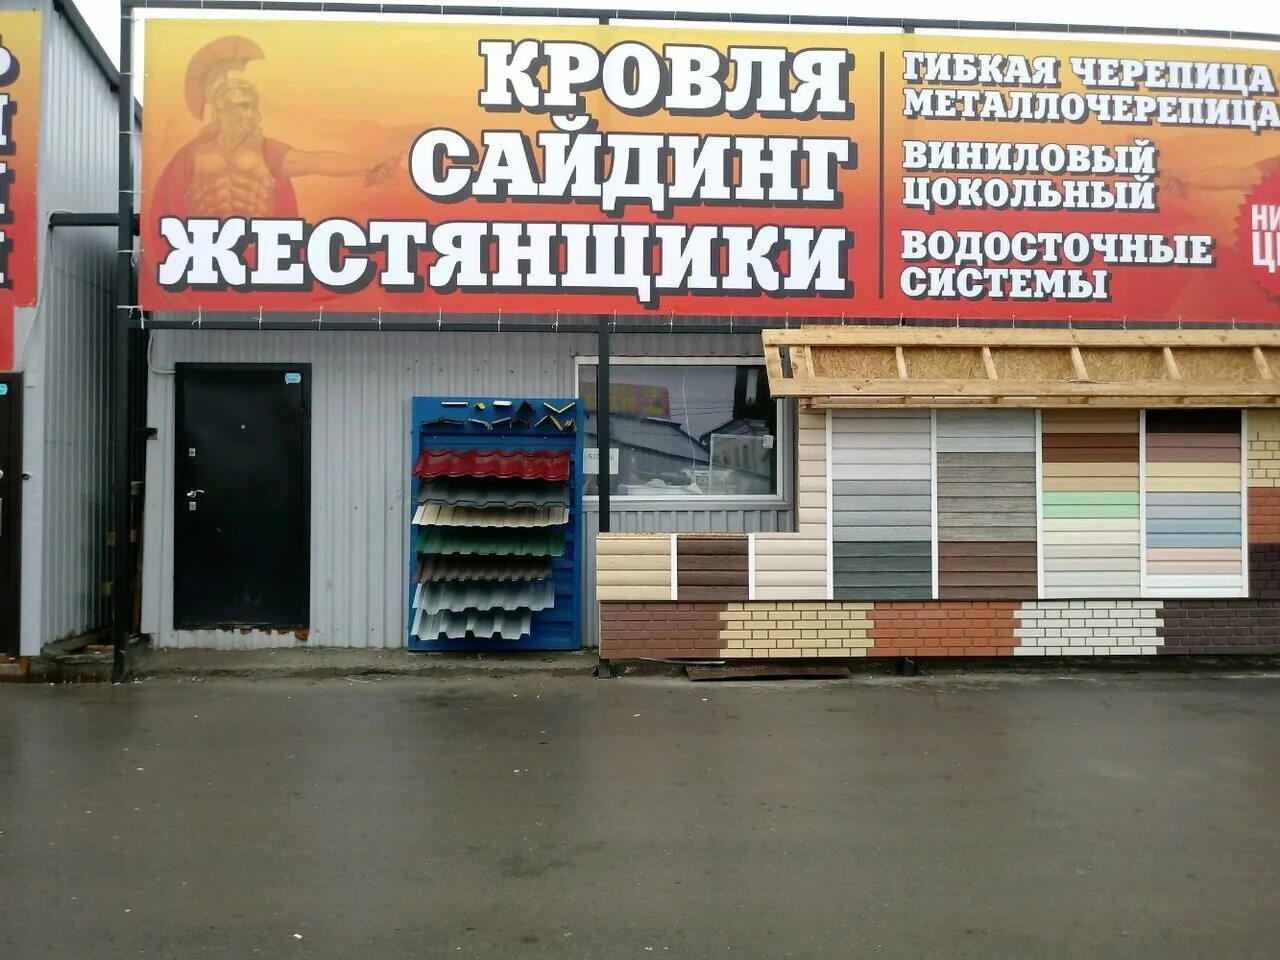 КРОВЛЯ
САЙДИНГ
ЖЕСТЯНЩИКИ
ГИБКАЯ ЧЕРЕПИЦА
МЕТАЛЛОЧЕРЕПИЦА
ВИНИЛОВЫЙ
ЦОКОЛЬНЫЙ
ВОДОСТОЧНЫЕ
СИСТЕМЫ